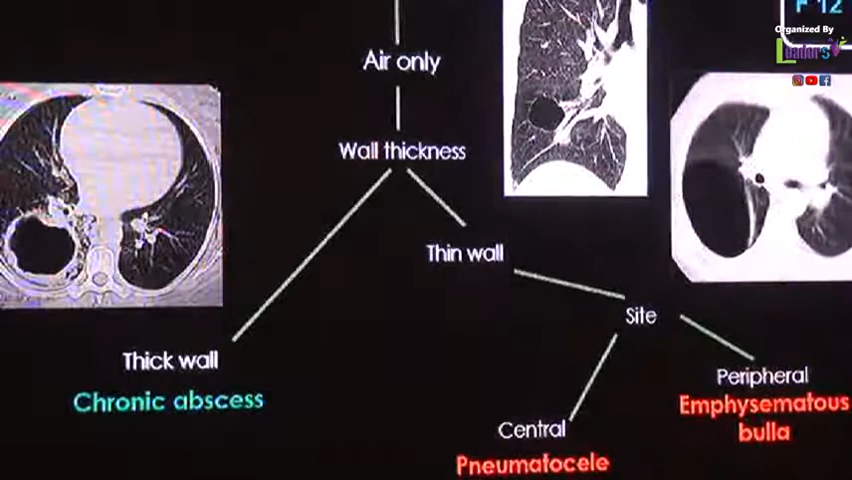 F 12
Organized By
Leaders
Air only
Wall thickness
Thin wall
Site
Thick wall
Chronic abscess
Peripheral
Emphysematous
bulla
Central
Pneumatocele